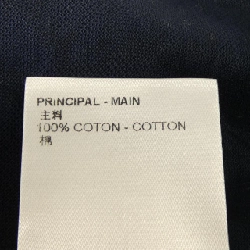 PRINCIPAL - MAIN
主料
100% COTON - COTTON
棉